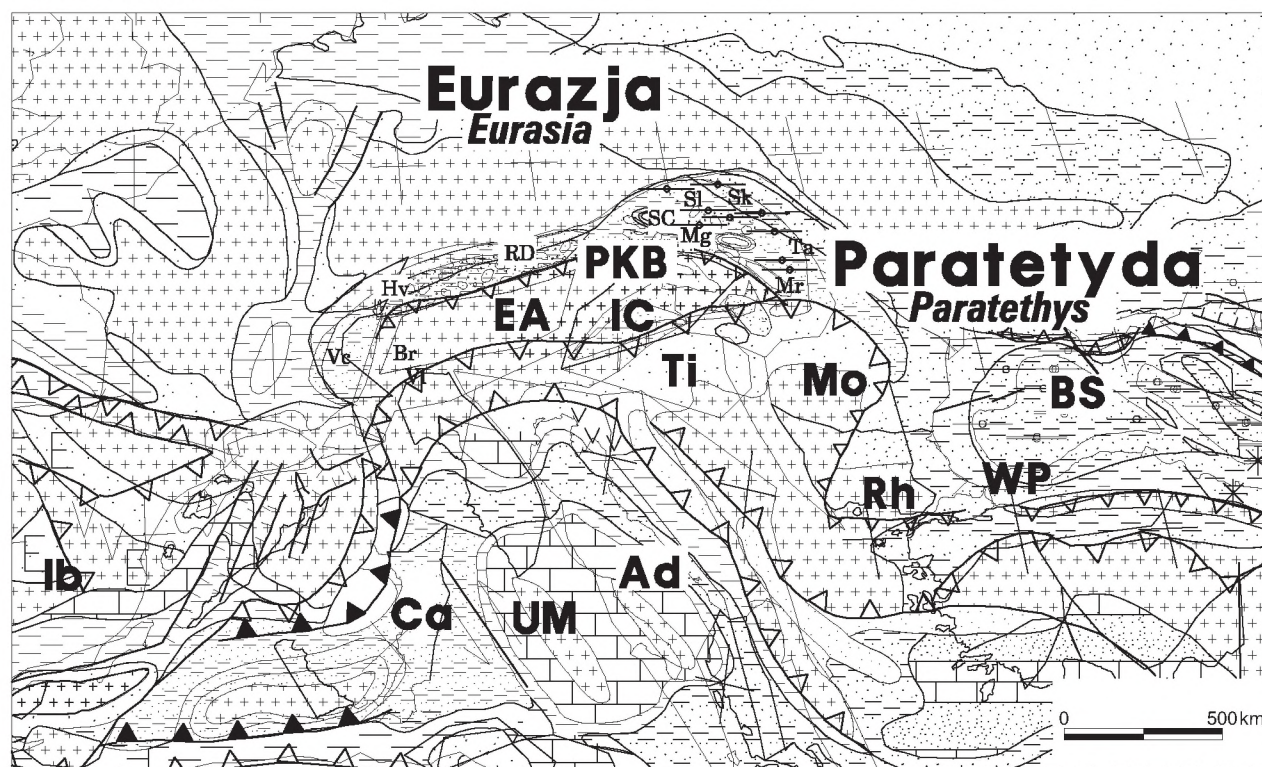 Eurazja
Eurasia
Sl
Sk
SC
Mg
Ta
RD
PKB
Paratetyda
Paratethys
Hv
Mr
EA
IC
Vc
Br
Vl
Ti
Mo
BS
WP
Rh
Ib
Ad
Ca
UM
0
500 km